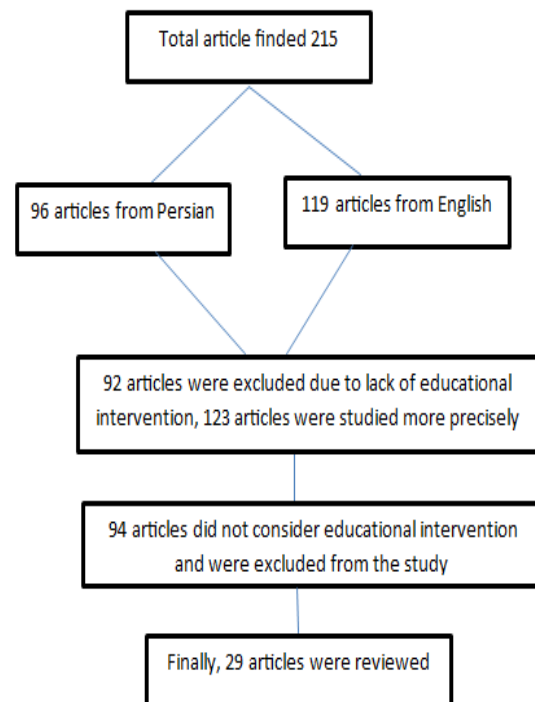 Total article finded 215
96 articles from Persian
119 articles from English
92 articles were excluded due to lack of educational
intervention, 123 articles were studied more precisely
94 articles did not consider educational intervention
and were excluded from the study
Finally, 29 articles were reviewed